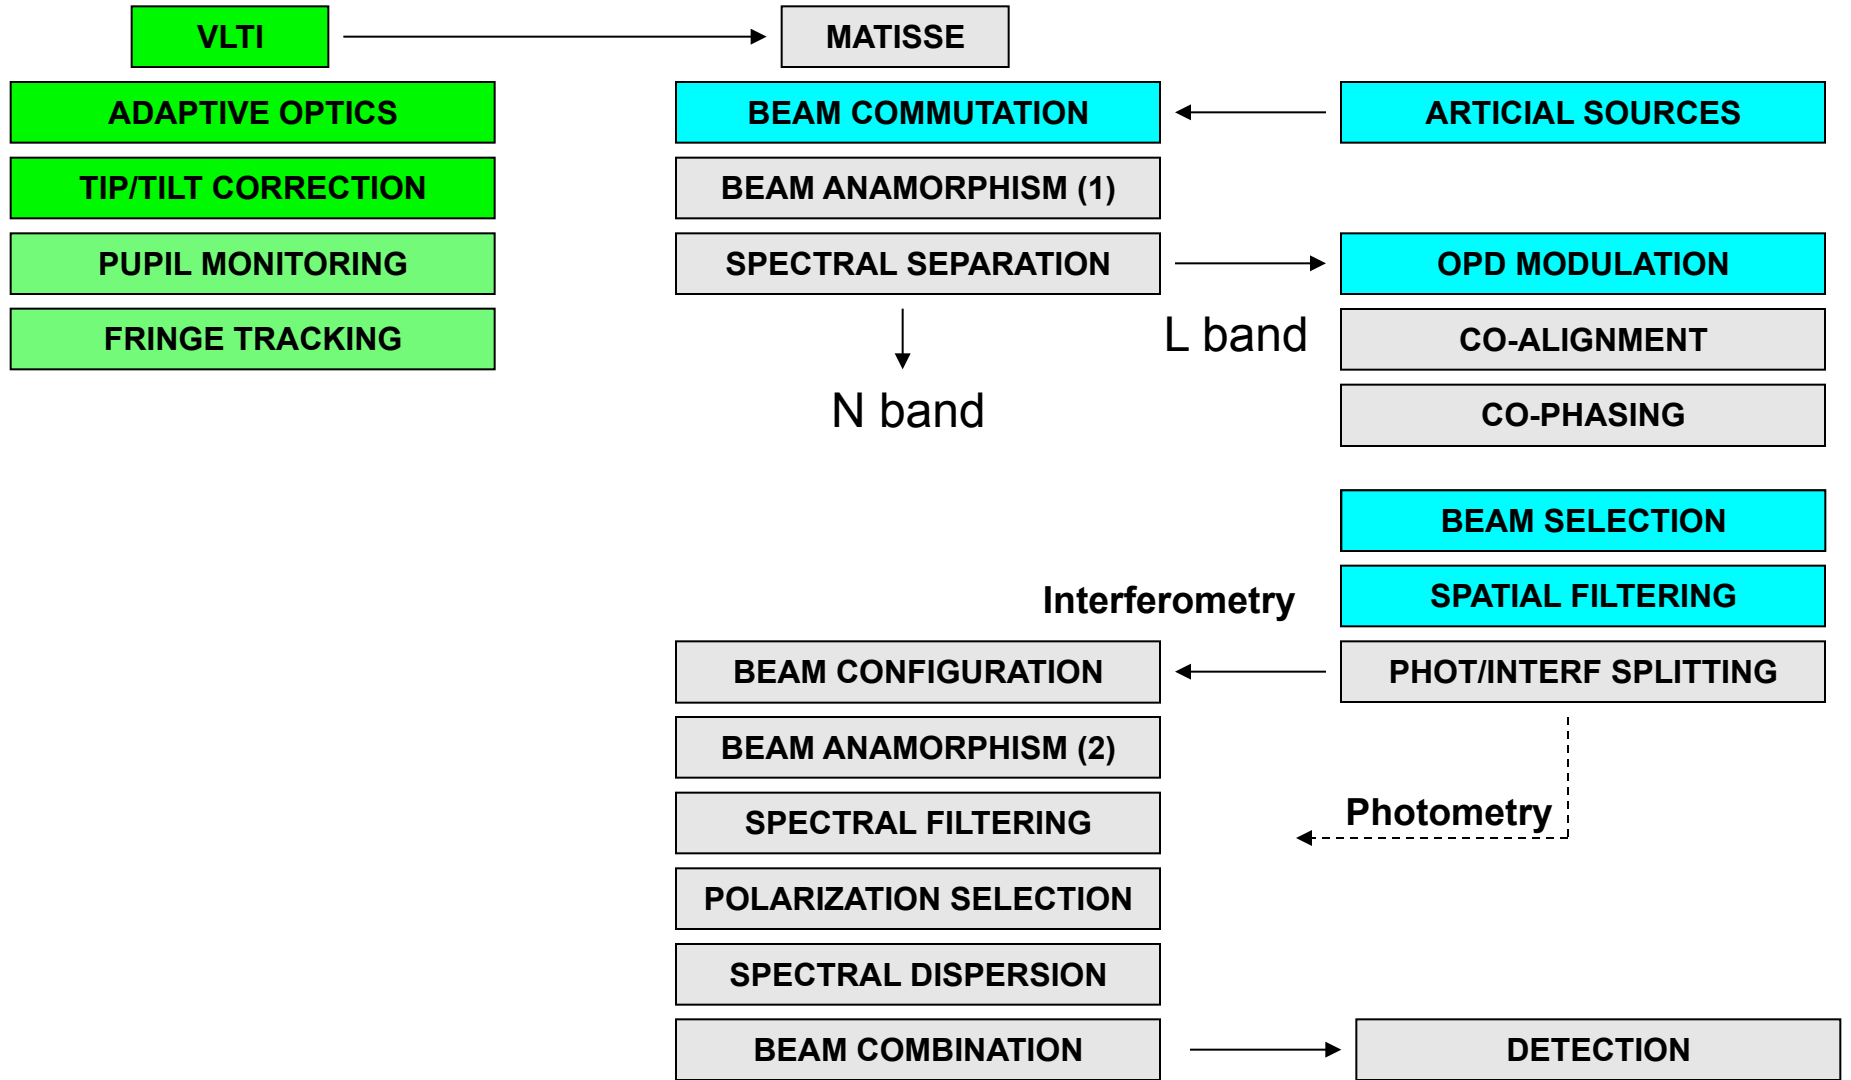 VLTI
MATISSE
ADAPTIVE OPTICS
BEAM COMMUTATION
ARTICIAL SOURCES
TIP/TILT CORRECTION
BEAM ANAMORPHISM (1)
PUPIL MONITORING
SPECTRAL SEPARATION
OPD MODULATION
FRINGE TRACKING
L band
CO-ALIGNMENT
N band
CO-PHASING
BEAM SELECTION
Interferometry
SPATIAL FILTERING
BEAM CONFIGURATION
PHOT/INTERF SPLITTING
BEAM ANAMORPHISM (2)
Photometry
SPECTRAL FILTERING
POLARIZATION SELECTION
SPECTRAL DISPERSION
BEAM COMBINATION
DETECTION